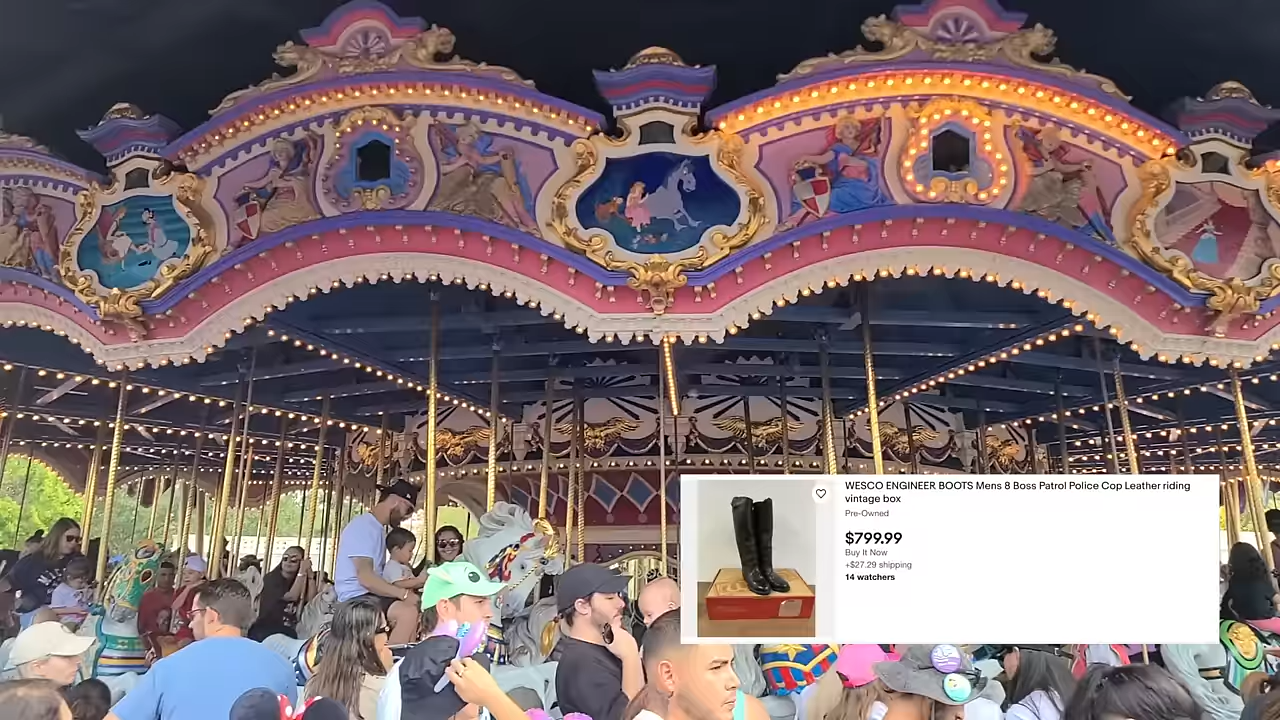 WESCO ENGINEER BOOTS Mens 8 Boss Patrol Police Cop Leather riding
vintage box
Pre-Owned
$799.99
Buy It Now
+$27.29 shipping
14 watchers